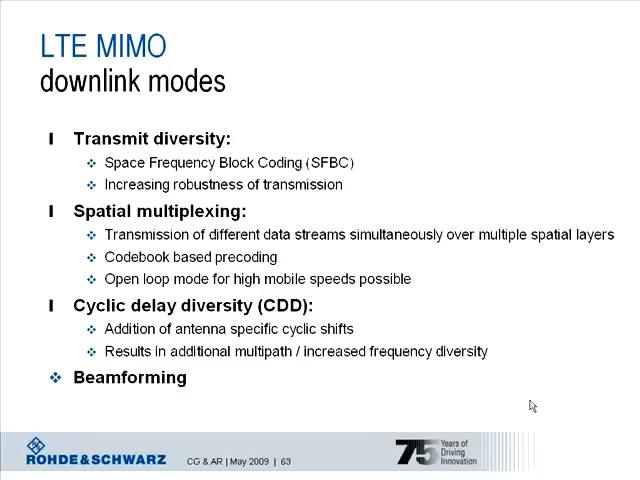 LTE MIMO
downlink modes
Transmit diversity:
Space Frequency Block Coding (SFBC)
Increasing robustness of transmission
Spatial multiplexing:
Transmission of different data streams simultaneously over multiple spatial layers
Codebook based precoding
Open loop mode for high mobile speeds possible
Cyclic delay diversity (CDD):
Addition of antenna specific cyclic shifts
Results in additional multipath / increased frequency diversity
Beamforming
ROHDE&SCHWARZ
CG & AR | May 2009 | 63
75 Years of
Driving
Innovation